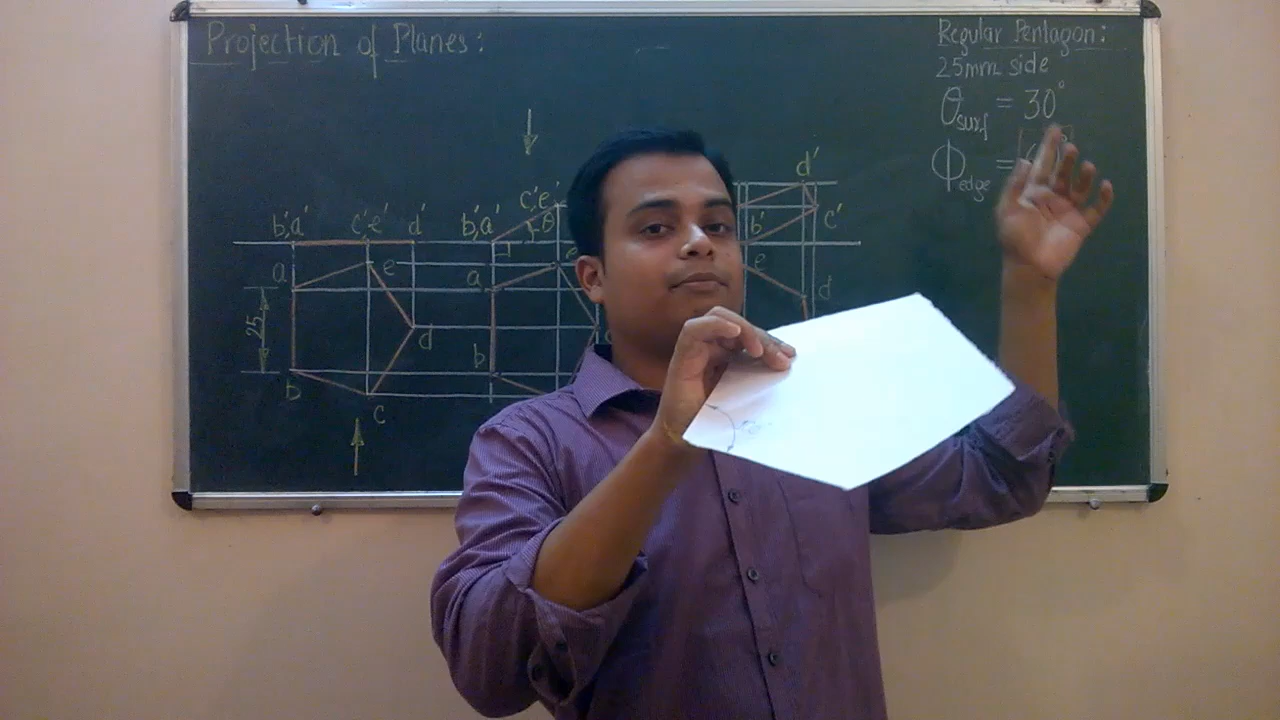 Projection of Planes:
Regular Pentagon:
25mm side
θsurf = 30°
ϕedge =
d'
c',e'
θ
b',a'
c',e'
d'
b',a'
b'
c'
a
e
a
e
d
25
d
b
b
c